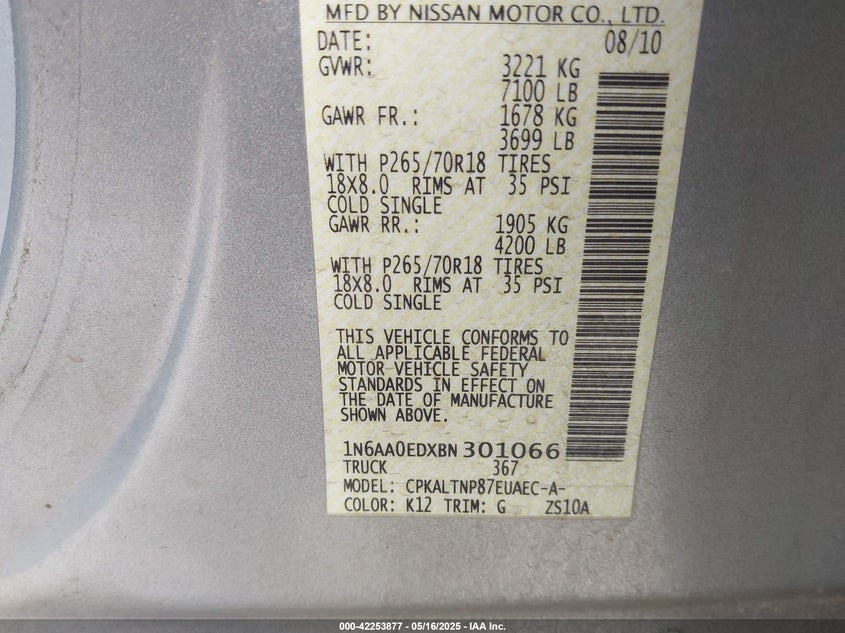 MFD BY NISSAN MOTOR CO., LTD.
DATE: 08/10
GVWR: 3221 KG
7100 LB
GAWR FR.: 1678 KG
3699 LB
WITH P265/70R18 TIRES
18X8.0 RIMS AT 35 PSI
COLD SINGLE
GAWR RR.: 1905 KG
4200 LB
WITH P265/70R18 TIRES
18X8.0 RIMS AT 35 PSI
COLD SINGLE
THIS VEHICLE CONFORMS TO
ALL APPLICABLE FEDERAL
MOTOR VEHICLE SAFETY
STANDARDS IN EFFECT ON
THE DATE OF MANUFACTURE
SHOWN ABOVE.
1N6AA0EDXBN301066
TRUCK 367
MODEL: CPKALTNP87EUAEC-A-
COLOR: K12 TRIM: G ZS10A
000-42253877 - 05/16/2025 - IAA Inc.